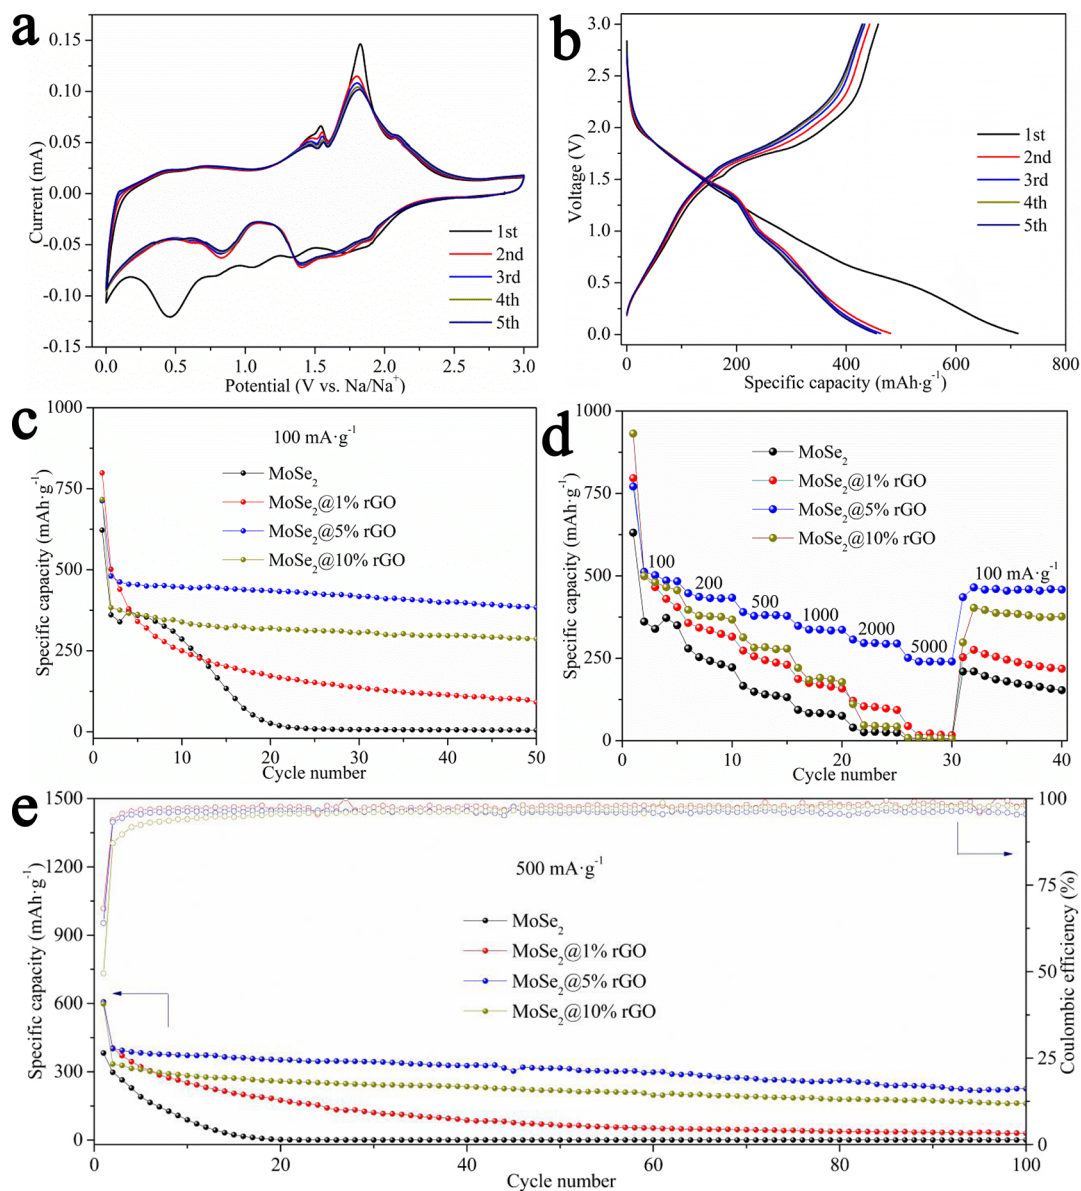 a
0.15
0.10
0.05
0.00
-0.05
-0.10
-0.15
Current (mA)
0.0 0.5 1.0 1.5 2.0 2.5 3.0
Potential (V vs. Na/Na⁺)
1st
2nd
3rd
4th
5th
b
3.0
2.5
2.0
1.5
1.0
0.5
0.0
Voltage (V)
0 200 400 600 800
Specific capacity (mAh·g⁻¹)
1st
2nd
3rd
4th
5th
c
1000
750
500
250
0
Specific capacity (mAh·g⁻¹)
0 10 20 30 40 50
Cycle number
100 mA·g⁻¹
MoSe₂
MoSe₂@1% rGO
MoSe₂@5% rGO
MoSe₂@10% rGO
d
1000
750
500
250
0
Specific capacity (mAh·g⁻¹)
0 10 20 30 40
Cycle number
MoSe₂
MoSe₂@1% rGO
MoSe₂@5% rGO
MoSe₂@10% rGO
100
200
500
1000
2000
5000
100 mA·g⁻¹
e
1500
1200
900
600
300
0
Specific capacity (mAh·g⁻¹)
0 20 40 60 80 100
Cycle number
500 mA·g⁻¹
MoSe₂
MoSe₂@1% rGO
MoSe₂@5% rGO
MoSe₂@10% rGO
100
75
50
25
0
Coulombic efficiency (%)